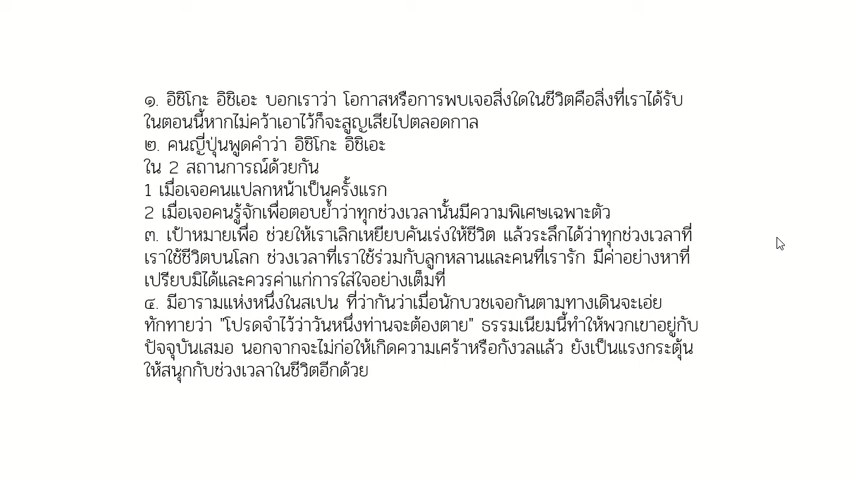 ๑. อิชิโกะ อิชิเอะ บอกเราว่า โอกาสหรือการพบเจอสิ่งใดในชีวิตคือสิ่งที่เราได้รับ
ในตอนนี้หากไม่คว้าเอาไว้ก็จะสูญเสียไปตลอดกาล
๒. คนญี่ปุ่นพูดคำว่า อิชิโกะ อิชิเอะ
ใน 2 สถานการณ์ด้วยกัน
1 เมื่อเจอคนแปลกหน้าเป็นครั้งแรก
2 เมื่อเจอคนรู้จักเพื่อตอบย้ำว่าทุกช่วงเวลานั้นมีความพิเศษเฉพาะตัว
๓. เป้าหมายเพื่อ ช่วยให้เราเลิกเหยียบคันเร่งให้ชีวิต แล้วระลึกได้ว่าทุกช่วงเวลาที่
เราใช้ชีวิตบนโลก ช่วงเวลาที่เราใช้ร่วมกับลูกหลานและคนที่เรารัก มีค่าอย่างหาที่
เปรียบมิได้และควรค่าแก่การใส่ใจอย่างเต็มที่
๔. มีอารามแห่งหนึ่งในสเปน ที่ว่ากันว่าเมื่อนักบวชเจอกันตามทางเดินจะเอ่ย
ทักทายว่า "โปรดจำไว้ว่าวันหนึ่งท่านจะต้องตาย" ธรรมเนียมนี้ทำให้พวกเขาอยู่กับ
ปัจจุบันเสมอ นอกจากจะไม่ก่อให้เกิดความเศร้าหรือกังวลแล้ว ยังเป็นแรงกระตุ้น
ให้สนุกกับช่วงเวลาในชีวิตอีกด้วย